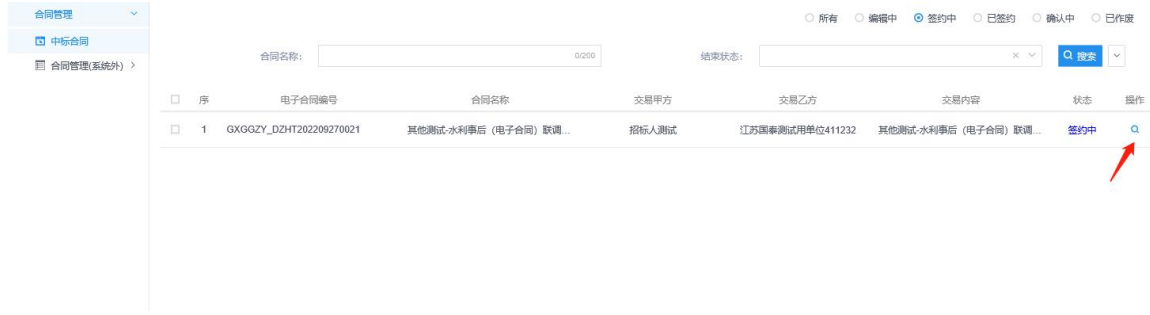 合同管理
所有 编辑中 签约中 已签约 确认中 已作废
中标合同
合同管理(系统外)
合同名称: 0/200 结束状态: 搜索
序 电子合同编号 合同名称 交易甲方 交易乙方 交易内容 状态 操作
1 GXGGZY_DZHT202209270021 其他测试-水利事后（电子合同）联调... 招标人测试 江苏国泰测试用单位411232 其他测试-水利事后（电子合同）联调... 签约中